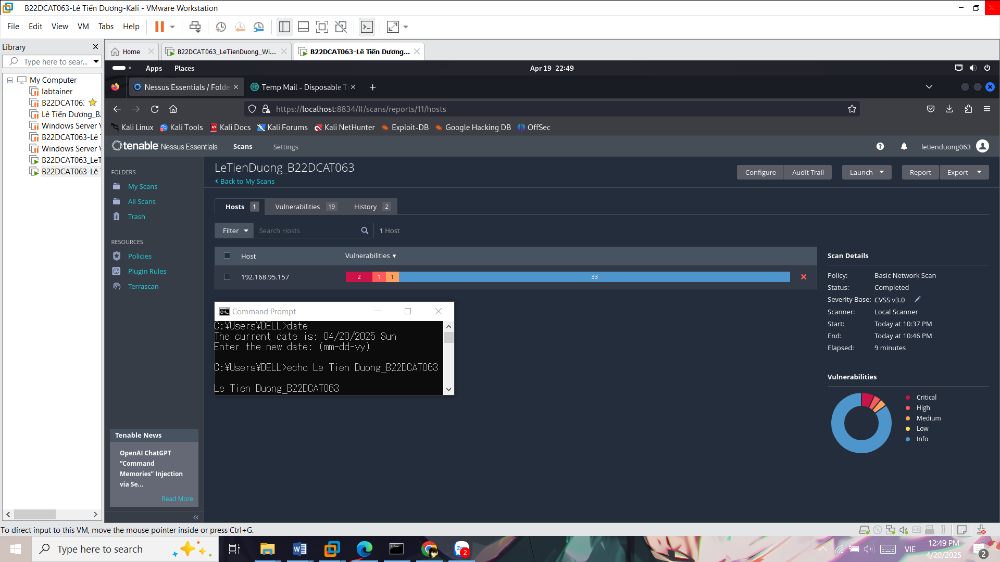 B22DCAT063-Lê Tiến Dương-Kali - VMware Workstation
File Edit View VM Tabs Help
Library
Type here to sear...
My Computer
labtainer
B22DCAT063
Lê Tiến Dương_B2
Windows Server V
B22DCAT063-Lê T
Windows Server V
B22DCAT063_LeT
B22DCAT063-Lê T
Home
B22DCAT063_LeTienDuong_Wi...
B22DCAT063-Lê Tiến Dương...
Apps Places
Apr 19 22:49
Nessus Essentials / Folde
Temp Mail - Disposable T
https://localhost:8834/#/scans/reports/11/hosts
Kali Linux Kali Tools Kali Docs Kali Forums Kali NetHunter Exploit-DB Google Hacking DB OffSec
tenable Nessus Essentials
Scans
Settings
letienduong063
FOLDERS
My Scans
All Scans
Trash
RESOURCES
Policies
Plugin Rules
Terrascan
Tenable News
OpenAI ChatGPT
“Command
Memories” Injection
via Se...
Read More
LeTienDuong_B22DCAT063
Back to My Scans
Configure Audit Trail Launch Report Export
Hosts 1
Vulnerabilities 19
History 2
Filter Search Hosts 1 Host
Host Vulnerabilities
192.168.95.157 2 1 1 33
Command Prompt
C:¥Users¥DELL>date
The current date is: 04/20/2025 Sun
Enter the new date: (mm-dd-yy)
C:¥Users¥DELL>echo Le Tien Duong_B22DCAT063
Le Tien Duong_B22DCAT063
Scan Details
Policy: Basic Network Scan
Status: Completed
Severity Base: CVSS v3.0
Scanner: Local Scanner
Start: Today at 10:37 PM
End: Today at 10:46 PM
Elapsed: 9 minutes
Vulnerabilities
Critical
High
Medium
Low
Info
To direct input to this VM, move the mouse pointer inside or press Ctrl+G.
Type here to search
2
VIE
12:49 PM
4/20/2025
2